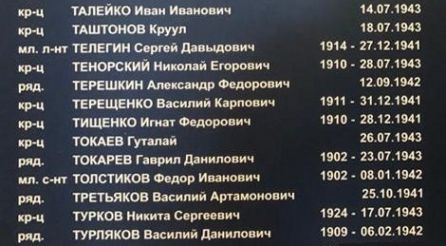 кр-ц ТАЛЕЙКО Иван Иванович 14.07.1943
кр-ц ТАШТОНОВ Круул 18.07.1943
мл. л-нт ТЕЛЕГИН Сергей Давыдович 1914 - 27.12.1941
кр-ц ТЕНОРСКИЙ Николай Егорович 1910 - 28.07.1943
ряд. ТЕРЕШКИН Александр Федорович 12.09.1942
кр-ц ТЕРЕЩЕНКО Василий Карпович 1911 - 31.12.1941
кр-ц ТИЩЕНКО Игнат Федорович 1910 - 28.12.1941
кр-ц ТОКАЕВ Гуталай 26.07.1943
ряд. ТОКАРЕВ Гаврил Данилович 1902 - 23.07.1943
мл. с-нт ТОЛСТИКОВ Федор Иванович 1902 - 08.01.1942
ряд. ТРЕТЬЯКОВ Василий Артамонович 25.10.1941
кр-ц ТУРКОВ Никита Сергеевич 1924 - 17.07.1943
ряд. ТУРЛЯКОВ Василий Данилович 1909 - 06.02.1942